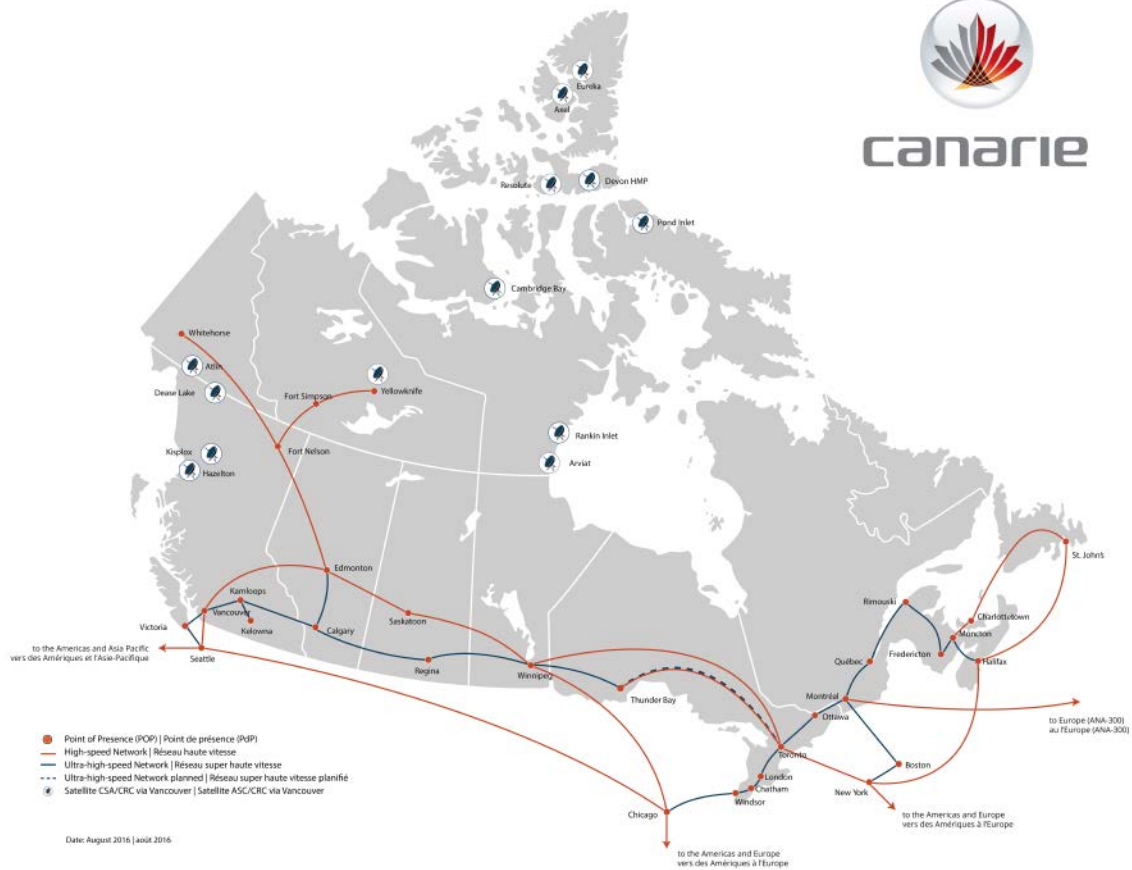 canarie
Eureka
Axel
Resolute
Devon HMP
Pond Inlet
Cambridge Bay
Whitehorse
Atlin
Dease Lake
Fort Simpson
Yellowknife
Fort Nelson
Kisplox
Hazelton
Rankin Inlet
Arviat
St. John's
Edmonton
Kamloops
Vancouver
Victoria
Kelowna
Calgary
Saskatoon
Seattle
Regina
Winnipeg
Thunder Bay
Rimouski
Charlottetown
Moncton
Fredericton
Halifax
Québec
Montréal
Ottawa
Toronto
Boston
New York
London
Chatham
Windsor
Chicago
to the Americas and Asia Pacific
vers des Amériques et l'Asie-Pacifique
to Europe (ANA-300)
au l'Europe (ANA-300)
to the Americas and Europe
vers des Amériques à l'Europe
to the Americas and Europe
vers des Amériques à l'Europe
Point of Presence (POP) | Point de présence (PdP)
High-speed Network | Réseau haute vitesse
Ultra-high-speed Network | Réseau super haute vitesse
Ultra-high-speed Network planned | Réseau super haute vitesse planifié
Satellite CSA/CRC via Vancouver | Satellite ASC/CRC via Vancouver
Date: August 2016 | août 2016